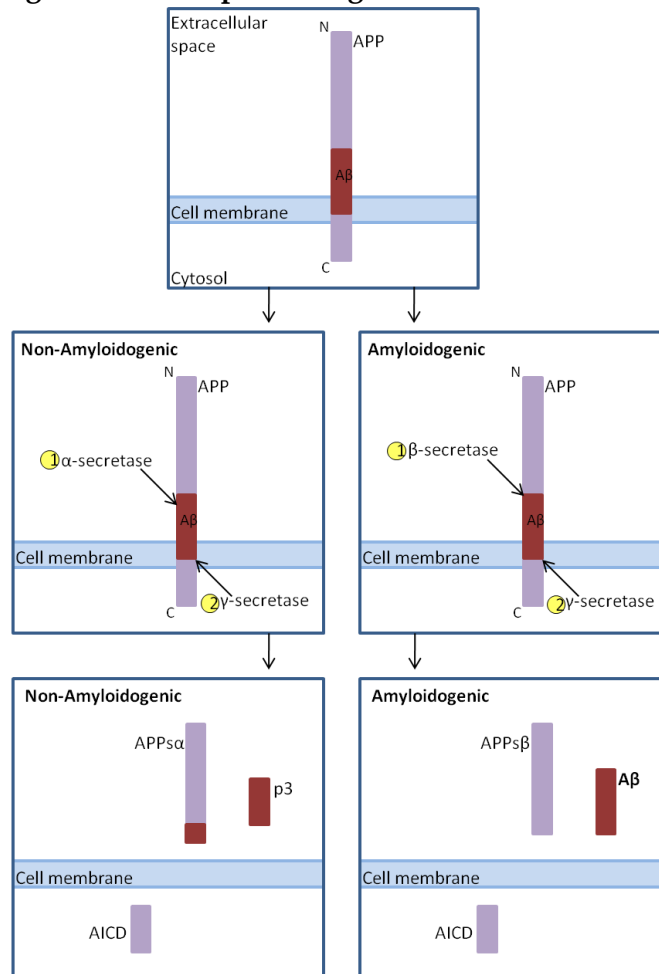 Extracellular
space
N
APP
Aβ
Cell membrane
Cytosol
C
Non-Amyloidogenic
N
APP
1 α-secretase
Aβ
Cell membrane
C
2 γ-secretase
Amyloidogenic
N
APP
1 β-secretase
Aβ
Cell membrane
C
2 γ-secretase
Non-Amyloidogenic
APPsα
p3
Cell membrane
AICD
Amyloidogenic
APPsβ
Aβ
Cell membrane
AICD